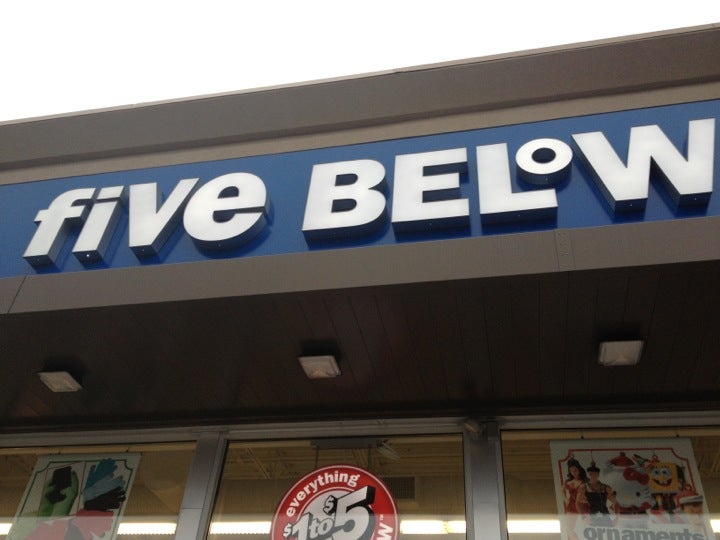 five BELoW
everything
$1 to $5
ornaments